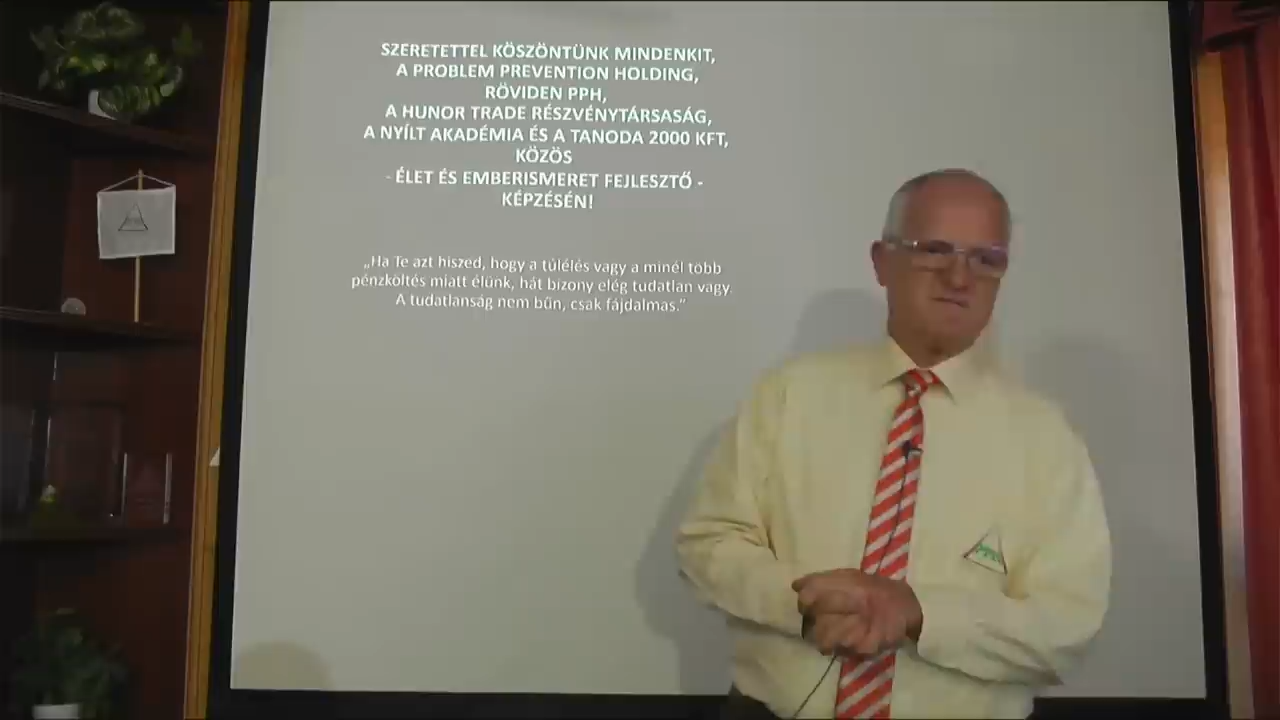 SZERETETTEL KÖSZÖNTÜNK MINDENKIT,
A PROBLEM PREVENTION HOLDING,
RÖVIDEN PPH,
A HUNOR TRADE RÉSZVÉNYTÁRSASÁG,
A NYÍLT AKADÉMIA ÉS A TANODA 2000 KFT,
KÖZÖS
- ÉLET ÉS EMBERISMERET FEJLESZTŐ -
KÉPZÉSÉN!
„Ha Te azt hiszed, hogy a túlélés vagy a minél több
pénzköltés miatt élünk, hát bizony elég tudatlan vagy.
A tudatlanság nem bűn, csak fájdalmas.”